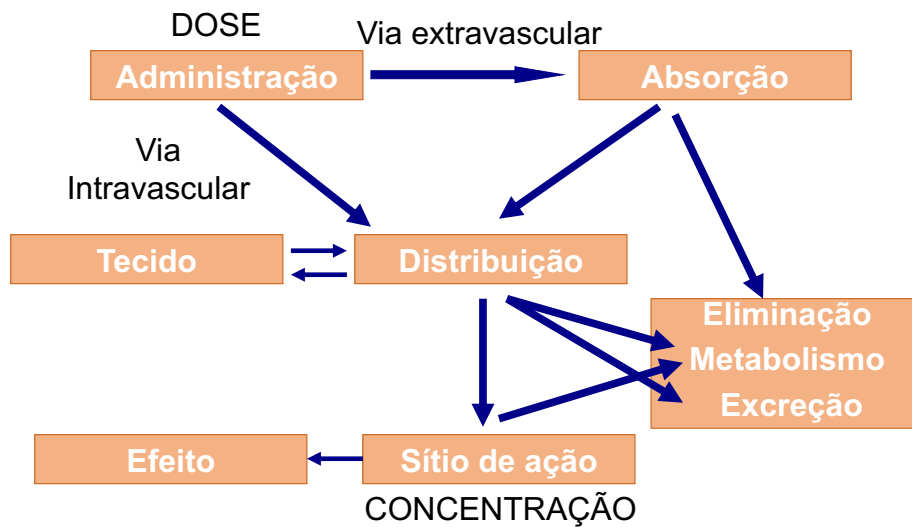 DOSE
Via extravascular
Administração
Absorção
Via
Intravascular
Tecido
Distribuição
Eliminação
Metabolismo
Excreção
Efeito
Sítio de ação
CONCENTRAÇÃO